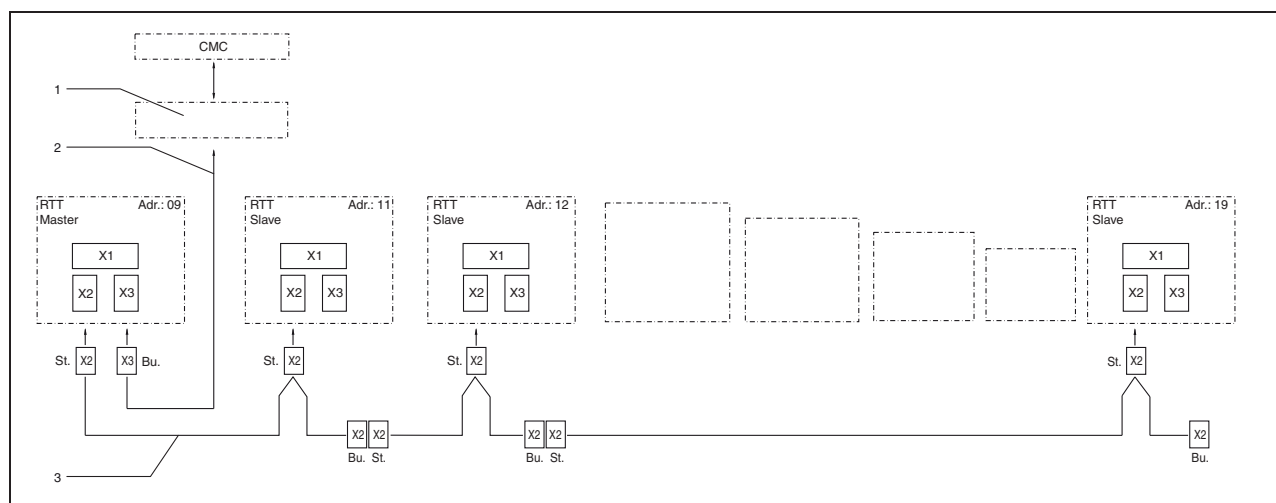 CMC
1
2
RTT Adr.: 09
Master
X1
X2 X3
RTT Adr.: 11
Slave
X1
X2 X3
RTT Adr.: 12
Slave
X1
X2 X3
RTT Adr.: 19
Slave
X1
X2 X3
St. X2 X3 Bu.
St. X2
St. X2
St. X2
X2 X2
Bu. St.
X2 X2
Bu. St.
X2
Bu.
3